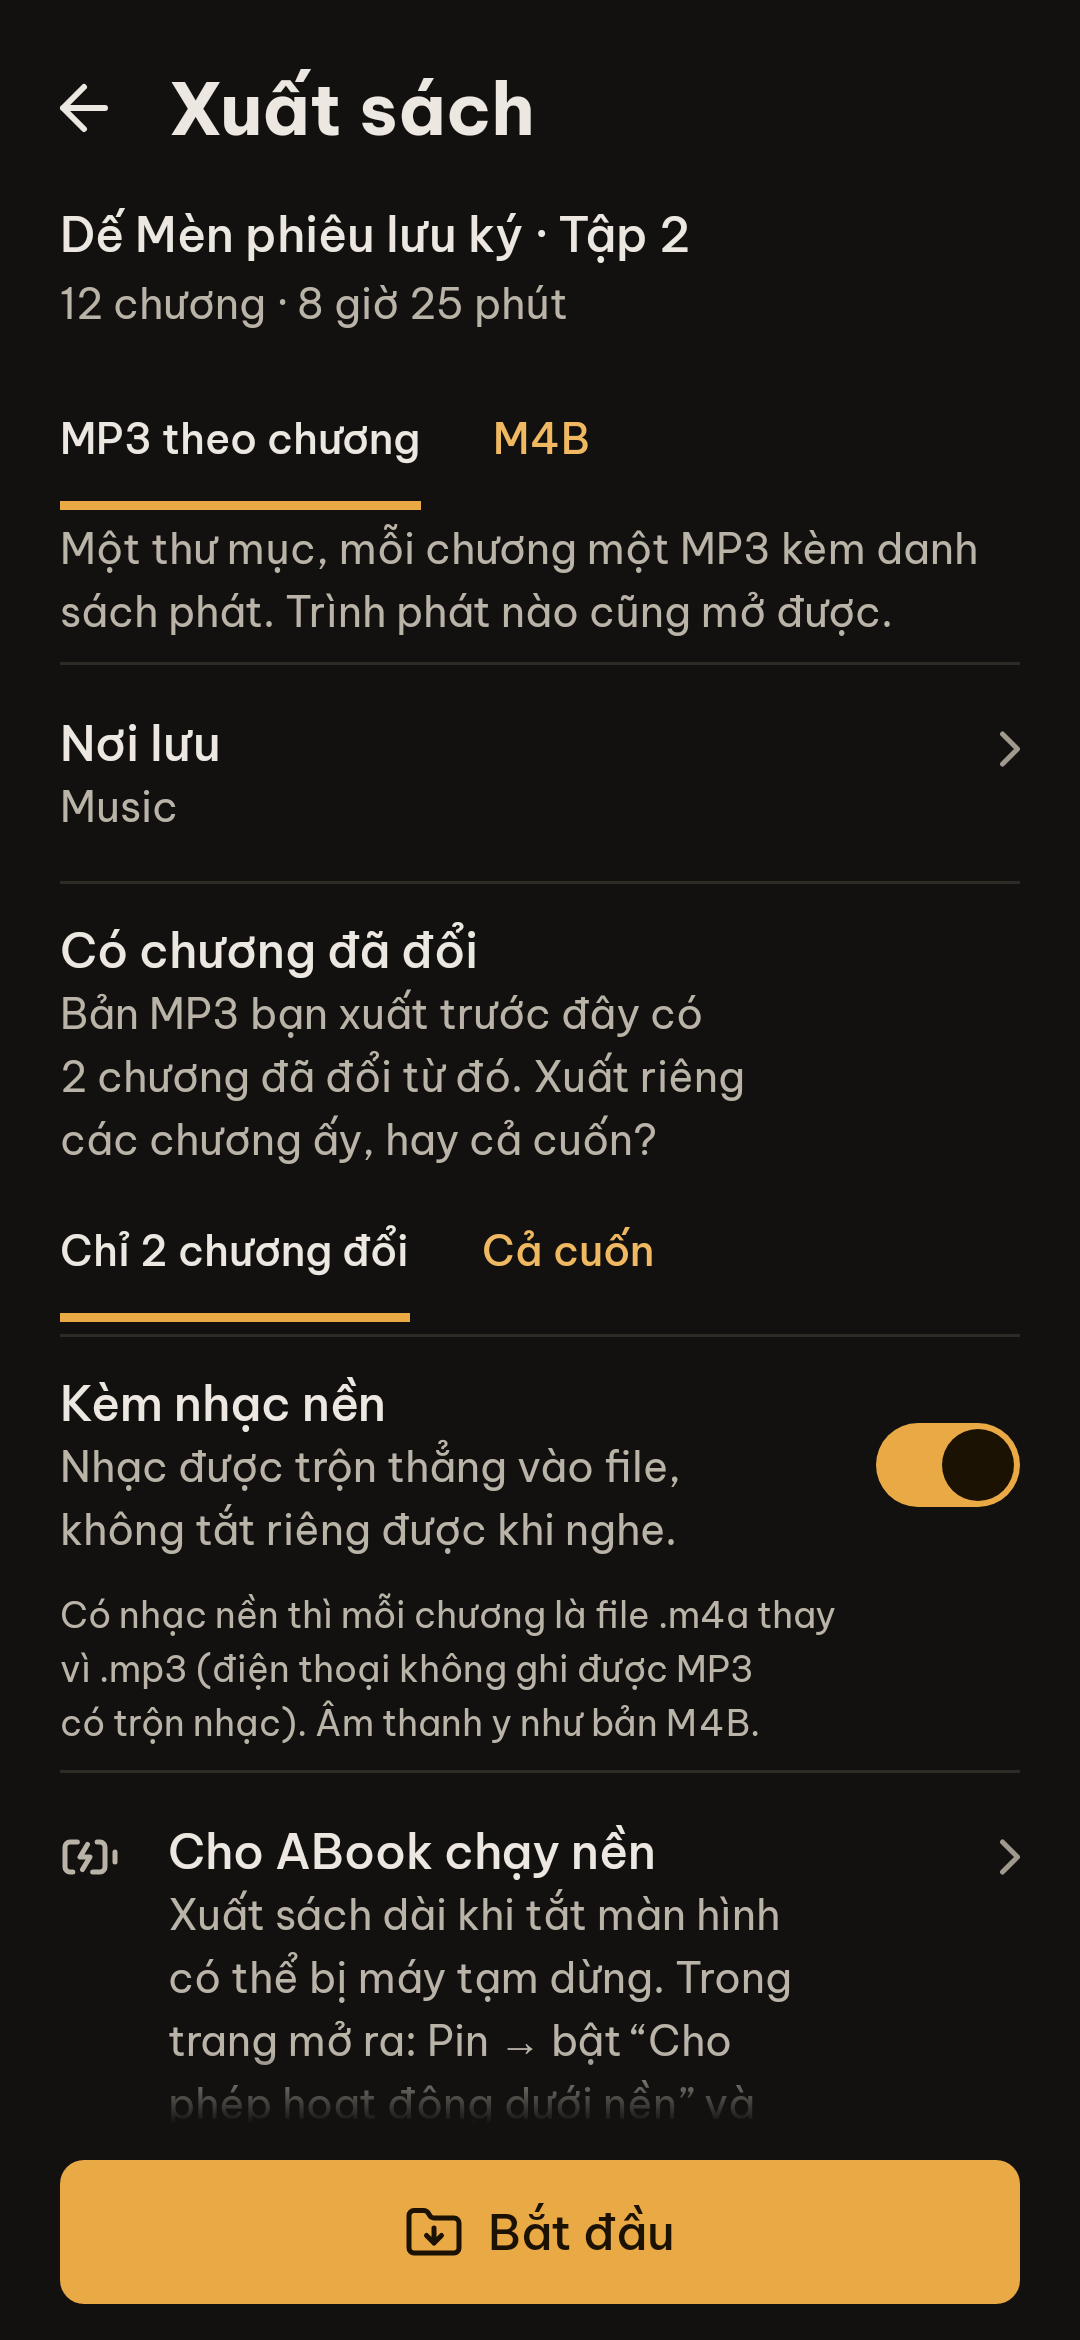 Xuất sách
Dế Mèn phiêu lưu ký · Tập 2
12 chương · 8 giờ 25 phút
MP3 theo chương
M4B
Một thư mục, mỗi chương một MP3 kèm danh
sách phát. Trình phát nào cũng mở được.
Nơi lưu
Music
Có chương đã đổi
Bản MP3 bạn xuất trước đây có
2 chương đã đổi từ đó. Xuất riêng
các chương ấy, hay cả cuốn?
Chỉ 2 chương đổi
Cả cuốn
Kèm nhạc nền
Nhạc được trộn thẳng vào file,
không tắt riêng được khi nghe.
Có nhạc nền thì mỗi chương là file .m4a thay
vì .mp3 (điện thoại không ghi được MP3
có trộn nhạc). Âm thanh y như bản M4B.
Cho ABook chạy nền
Xuất sách dài khi tắt màn hình
có thể bị máy tạm dừng. Trong
trang mở ra: Pin → bật “Cho
phép hoạt động dưới nền” và
Bắt đầu